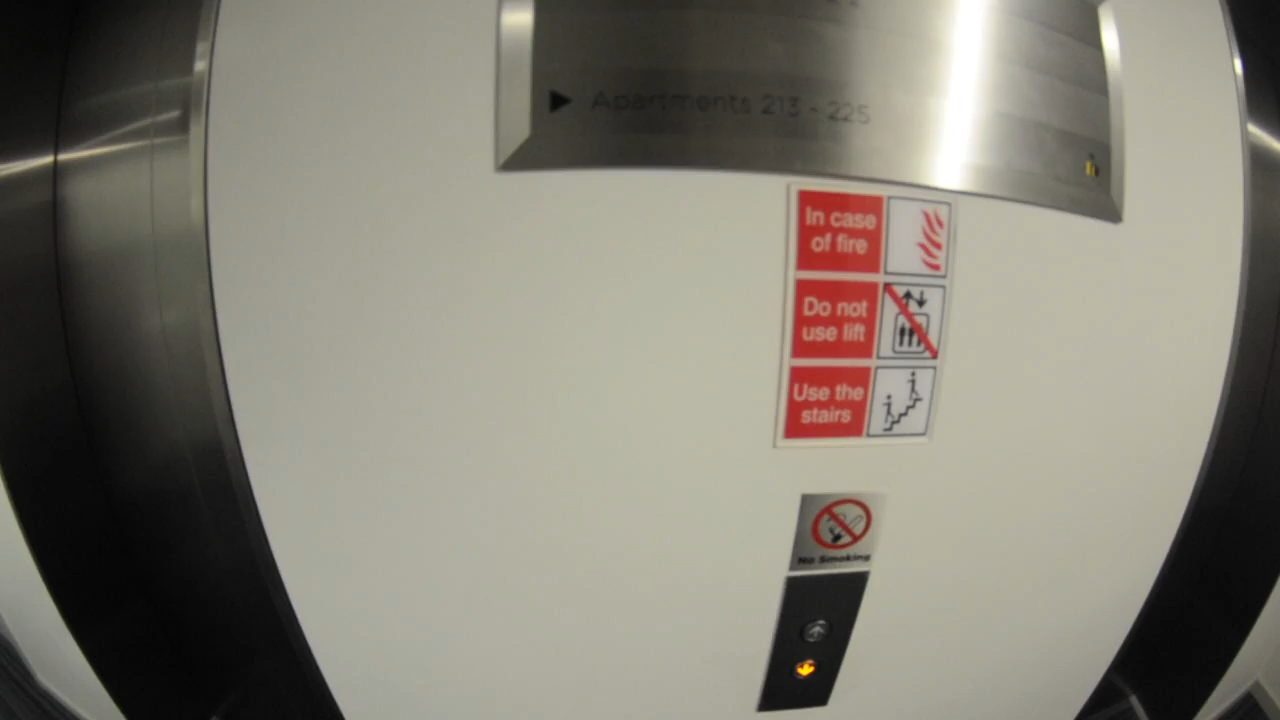 Apartments 213 - 225
In case
of fire
Do not
use lift
Use the
stairs
No Smoking